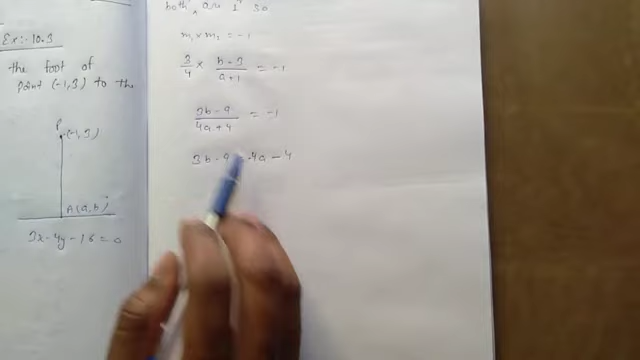 Ex:- 10.3
the foot of
point (-1,3) to the
P
(-1,3)
A(a,b)
3x-4y-16=0
both, are 1 so
m₁ × m₂ = -1
3/4 × b-3/a+1 = -1
3b-9/4a+4 = -1
3b-9 = -4a-4